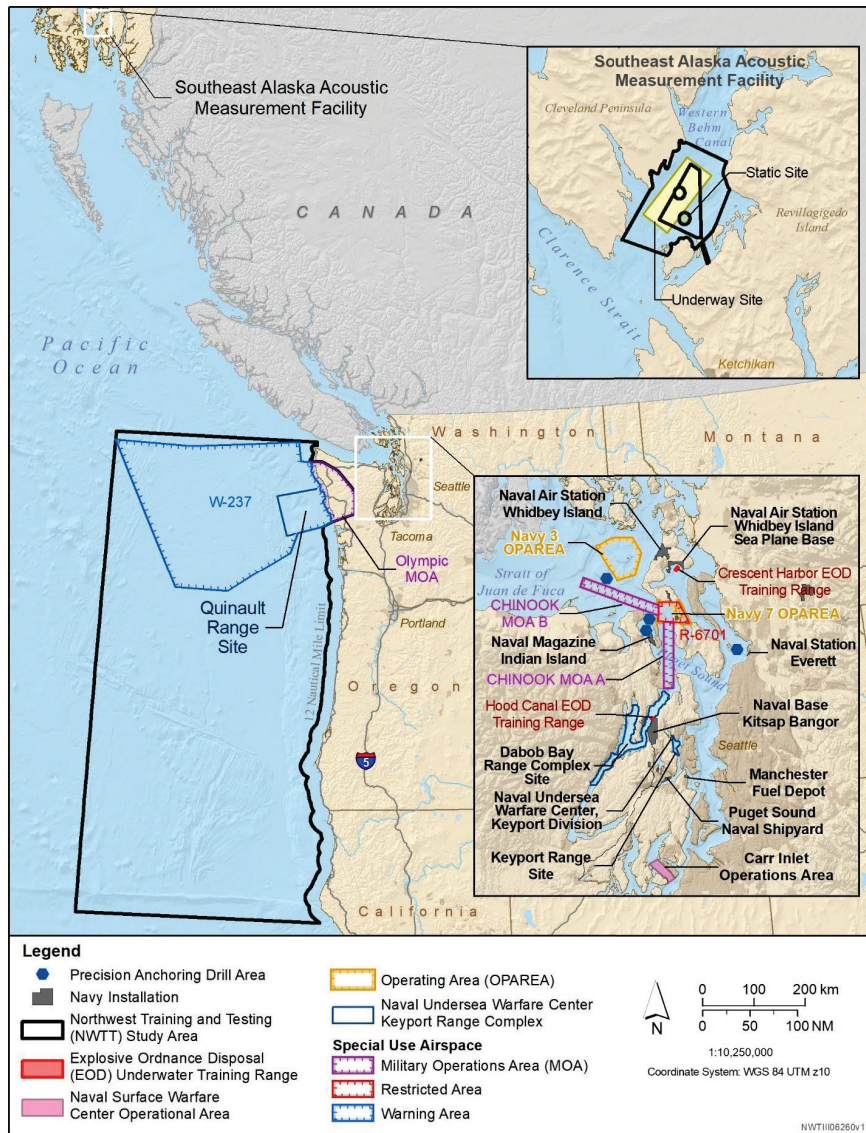 Southeast Alaska Acoustic
Measurement Facility
CANADA
Pacific
Ocean
Washington
Montana
Seattle
Tacoma
Olympic
MOA
W-237
Quinault
Range
Site
Portland
Oregon
12 Nautical Mile Limit
5
California
Southeast Alaska Acoustic
Measurement Facility
Cleveland Peninsula
Western
Behm
Canal
Static Site
Revillagigedo
Island
Clarence Strait
Underway Site
Ketchikan
Naval Air Station
Whidbey Island
Naval Air Station
Whidbey Island
Sea Plane Base
Navy 3
OPAREA
Crescent Harbor EOD
Training Range
Strait of
Juan de Fuca
CHINOOK
MOA B
Navy 7 OPAREA
R-6701
Naval Magazine
Indian Island
Naval Station
Everett
CHINOOK MOA A
Puget Sound
Hood Canal EOD
Training Range
Naval Base
Kitsap Bangor
Seattle
Dabob Bay
Range Complex
Site
Manchester
Fuel Depot
Naval Undersea
Warfare Center,
Keyport Division
Puget Sound
Naval Shipyard
Keyport Range
Site
Carr Inlet
Operations Area
Legend
Precision Anchoring Drill Area
Navy Installation
Northwest Training and Testing
(NWTT) Study Area
Explosive Ordnance Disposal
(EOD) Underwater Training Range
Naval Surface Warfare
Center Operational Area
Operating Area (OPAREA)
Naval Undersea Warfare Center
Keyport Range Complex
Special Use Airspace
Military Operations Area (MOA)
Restricted Area
Warning Area
N
0 100 200 km
0 50 100 NM
1:10,250,000
Coordinate System: WGS 84 UTM z10
NWTIII06260v1